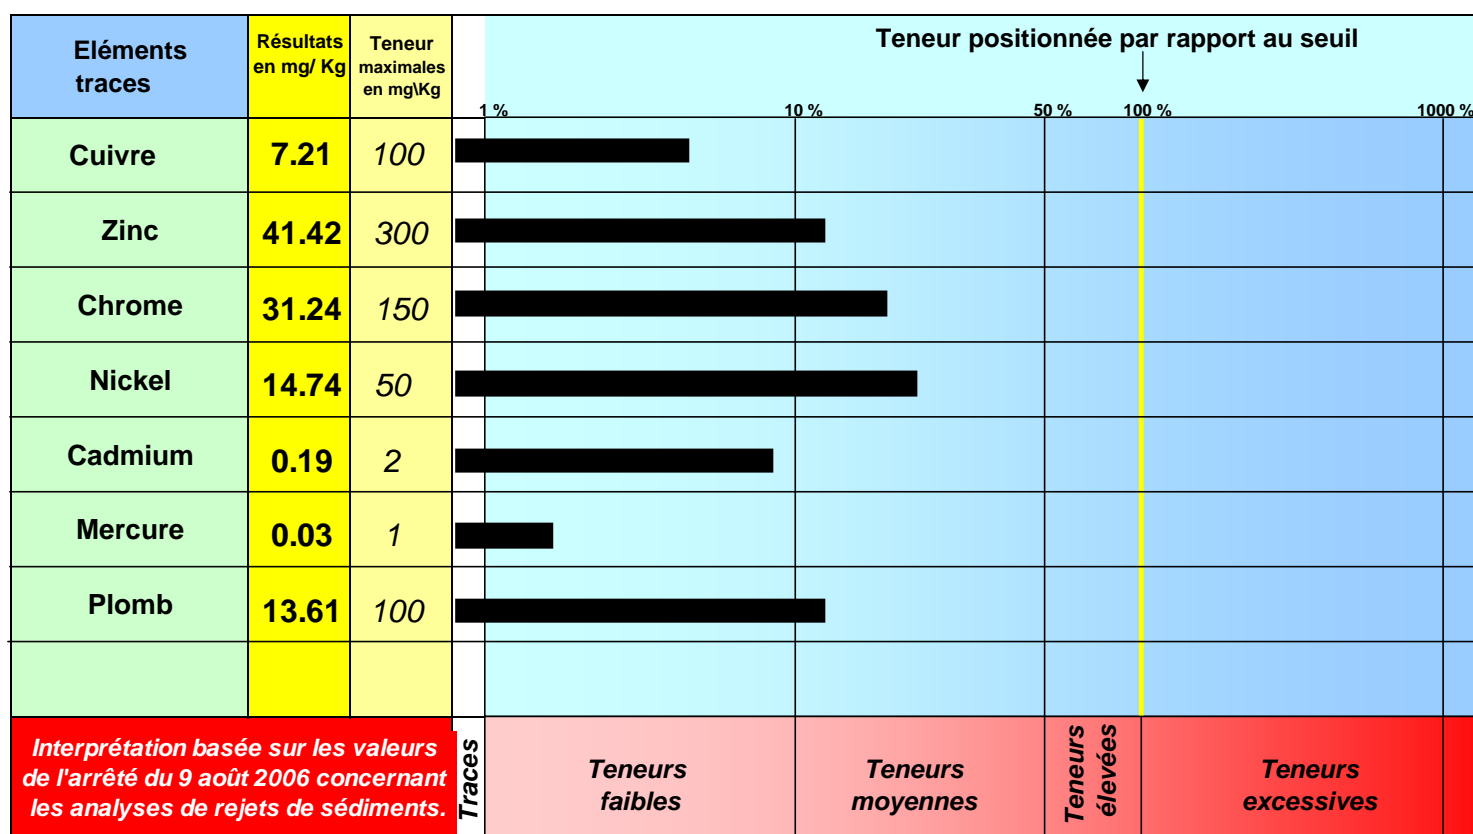 Eléments
traces
Résultats
en mg/ Kg
Teneur
maximales
en mg\Kg
Teneur positionnée par rapport au seuil
1 %
10 %
50 %
100 %
1000 %
Cuivre
7.21
100
Zinc
41.42
300
Chrome
31.24
150
Nickel
14.74
50
Cadmium
0.19
2
Mercure
0.03
1
Plomb
13.61
100
Interprétation basée sur les valeurs
de l'arrêté du 9 août 2006 concernant
les analyses de rejets de sédiments.
Traces
Teneurs
faibles
Teneurs
moyennes
Teneurs
élevées
Teneurs
excessives